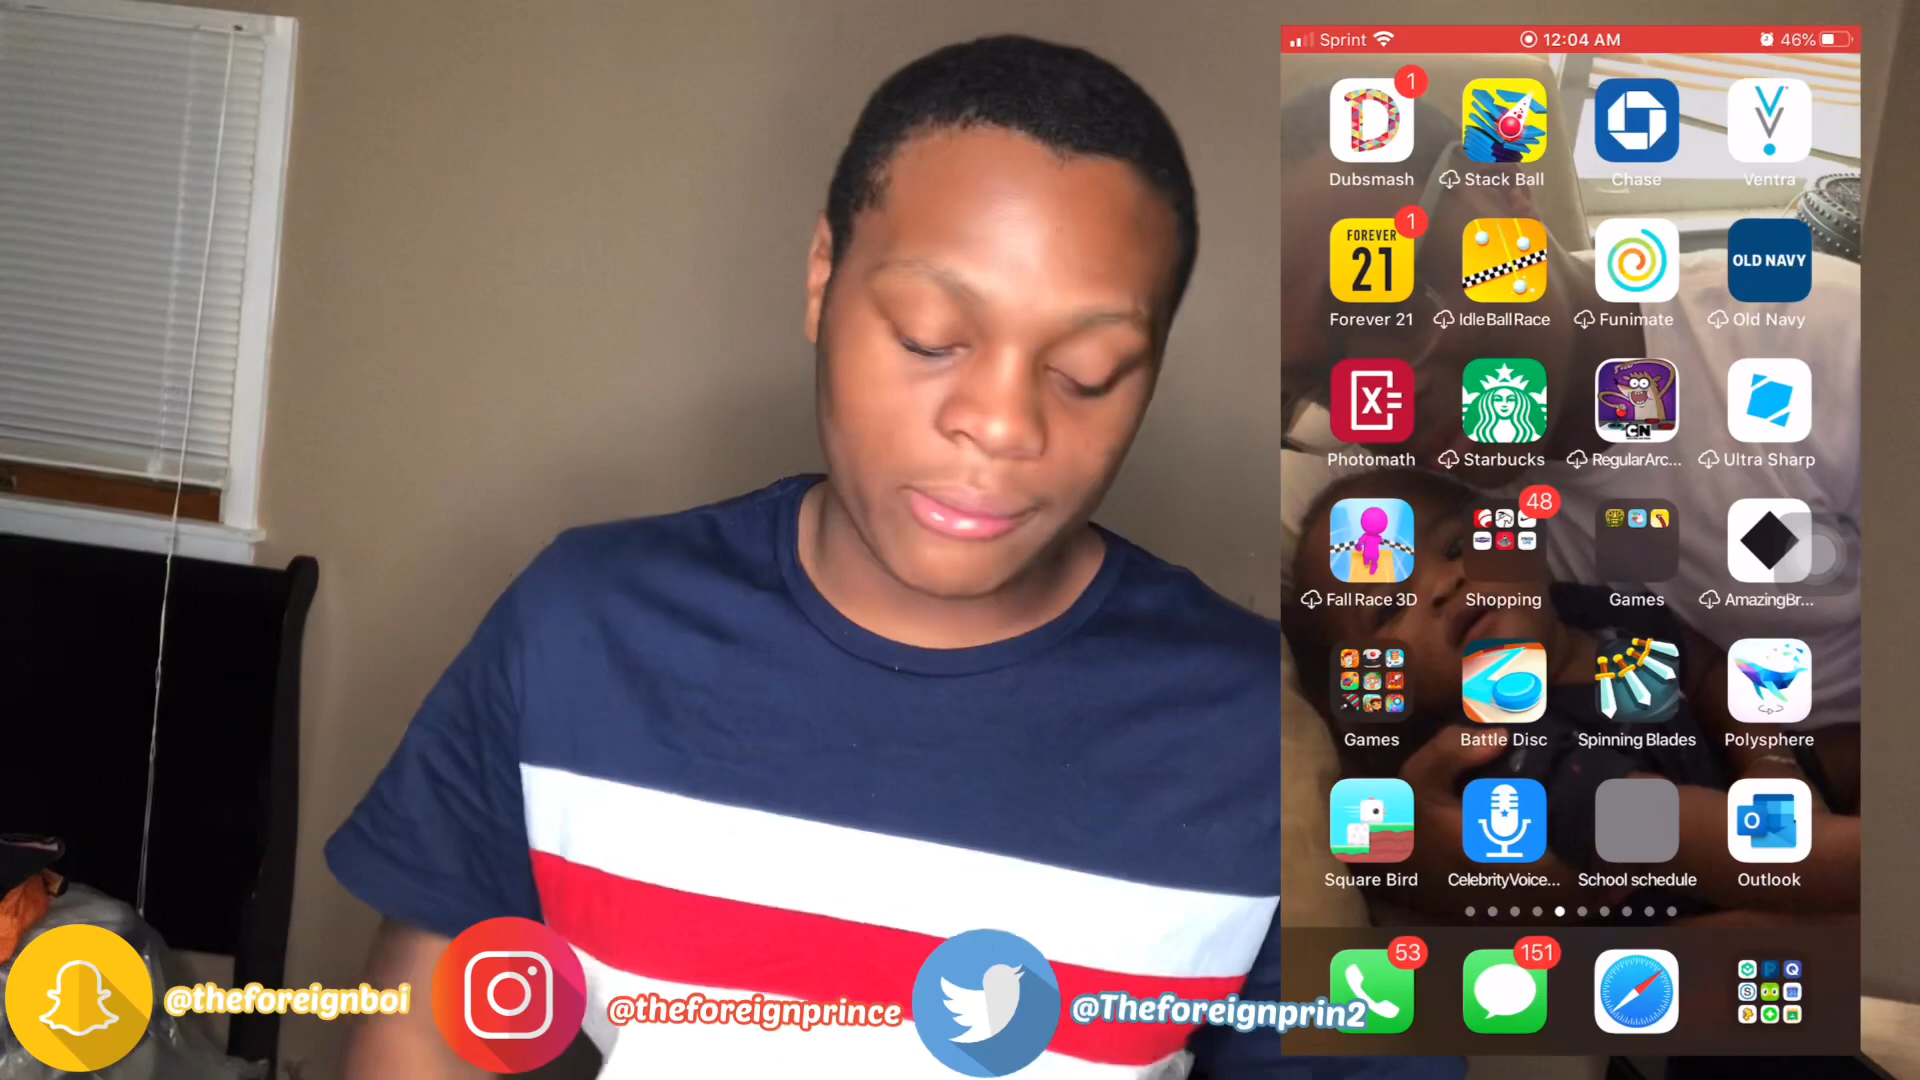 Sprint 12:04 AM 46%
1
Dubsmash Stack Ball Chase Ventra
1
FOREVER
21
OLD NAVY
Forever 21 IdleBallRace Funimate Old Navy
X
CN
Photomath Starbucks RegularArc... Ultra Sharp
48
Fall Race 3D Shopping Games AmazingBr...
Games Battle Disc Spinning Blades Polysphere
O
Square Bird CelebrityVoice... School schedule Outlook
53 151
@theforeignboi
@theforeignprince
@Theforeignprin2